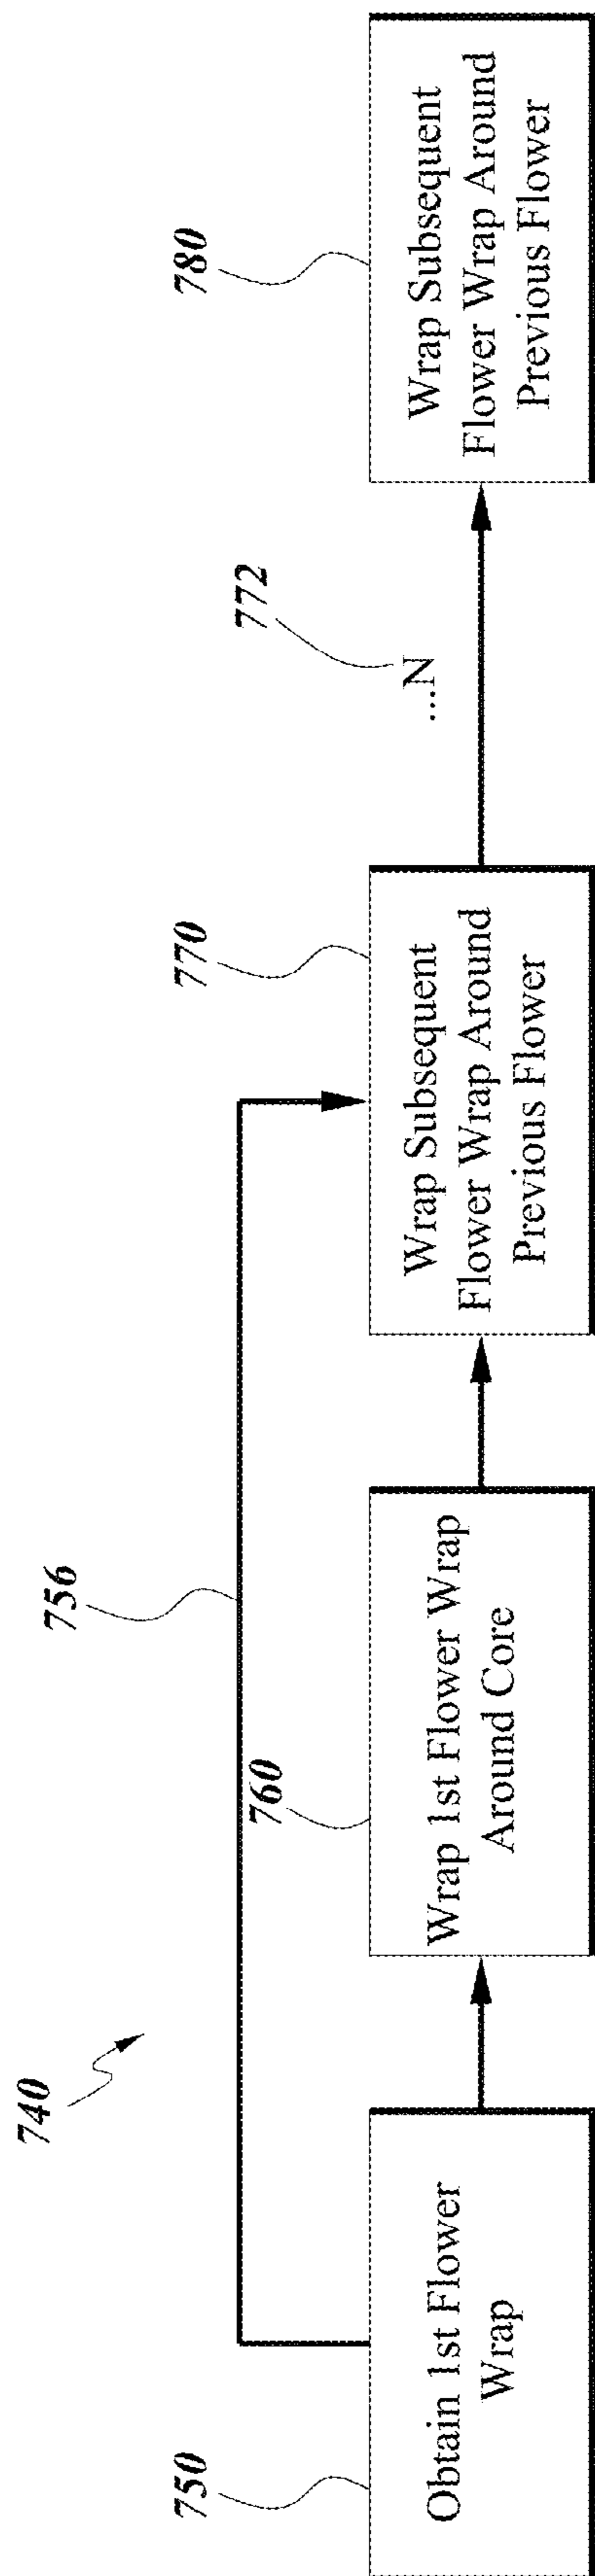 740
756
750
Obtain 1st Flower
Wrap
760
Wrap 1st Flower Wrap
Around Core
770
Wrap Subsequent
Flower Wrap Around
Previous Flower
772
...N
780
Wrap Subsequent
Flower Wrap Around
Previous Flower